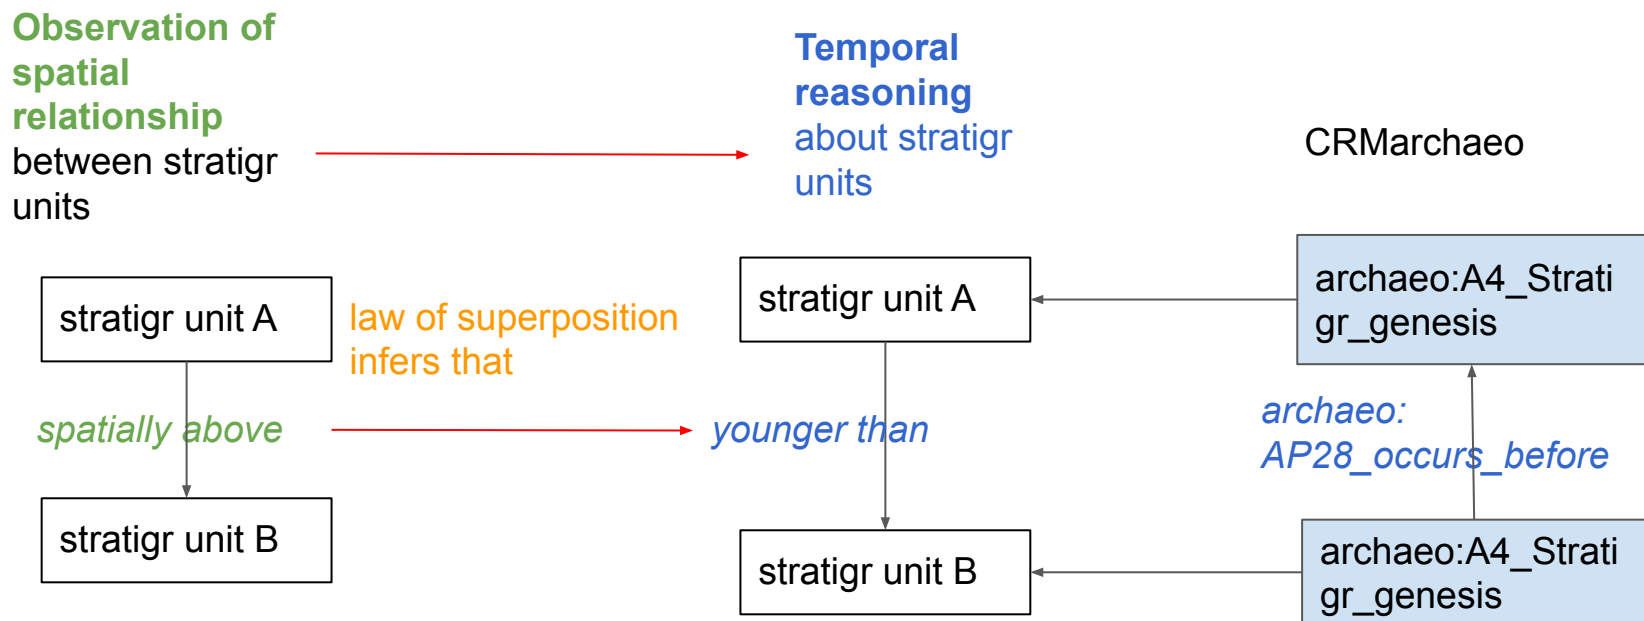 Observation of
spatial
relationship
between stratigr
units
Temporal
reasoning
about stratigr
units
CRMarchaeo
stratigr unit A
law of superposition
infers that
spatially above
stratigr unit B
stratigr unit A
younger than
stratigr unit B
archaeo:A4_Strati
gr_genesis
archaeo:
AP28_occurs_before
archaeo:A4_Strati
gr_genesis